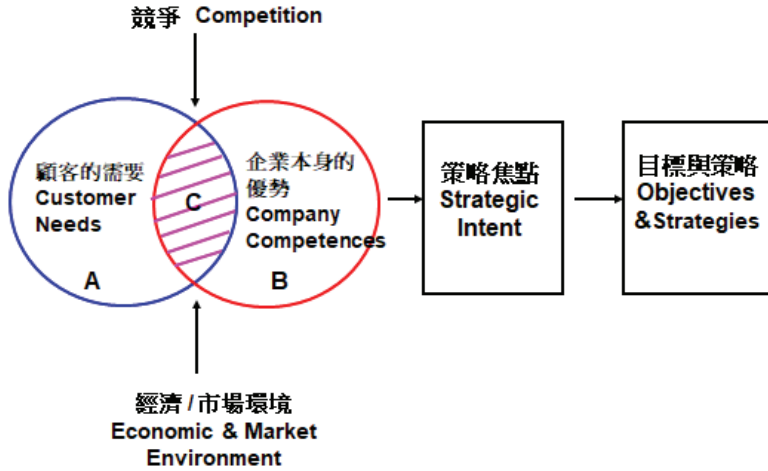 競爭 Competition
顧客的需要
Customer
Needs
A
C
企業本身的
優勢
Company
Competences
B
策略焦點
Strategic
Intent
目標與策略
Objectives
&Strategies
經濟 / 市場環境
Economic & Market
Environment